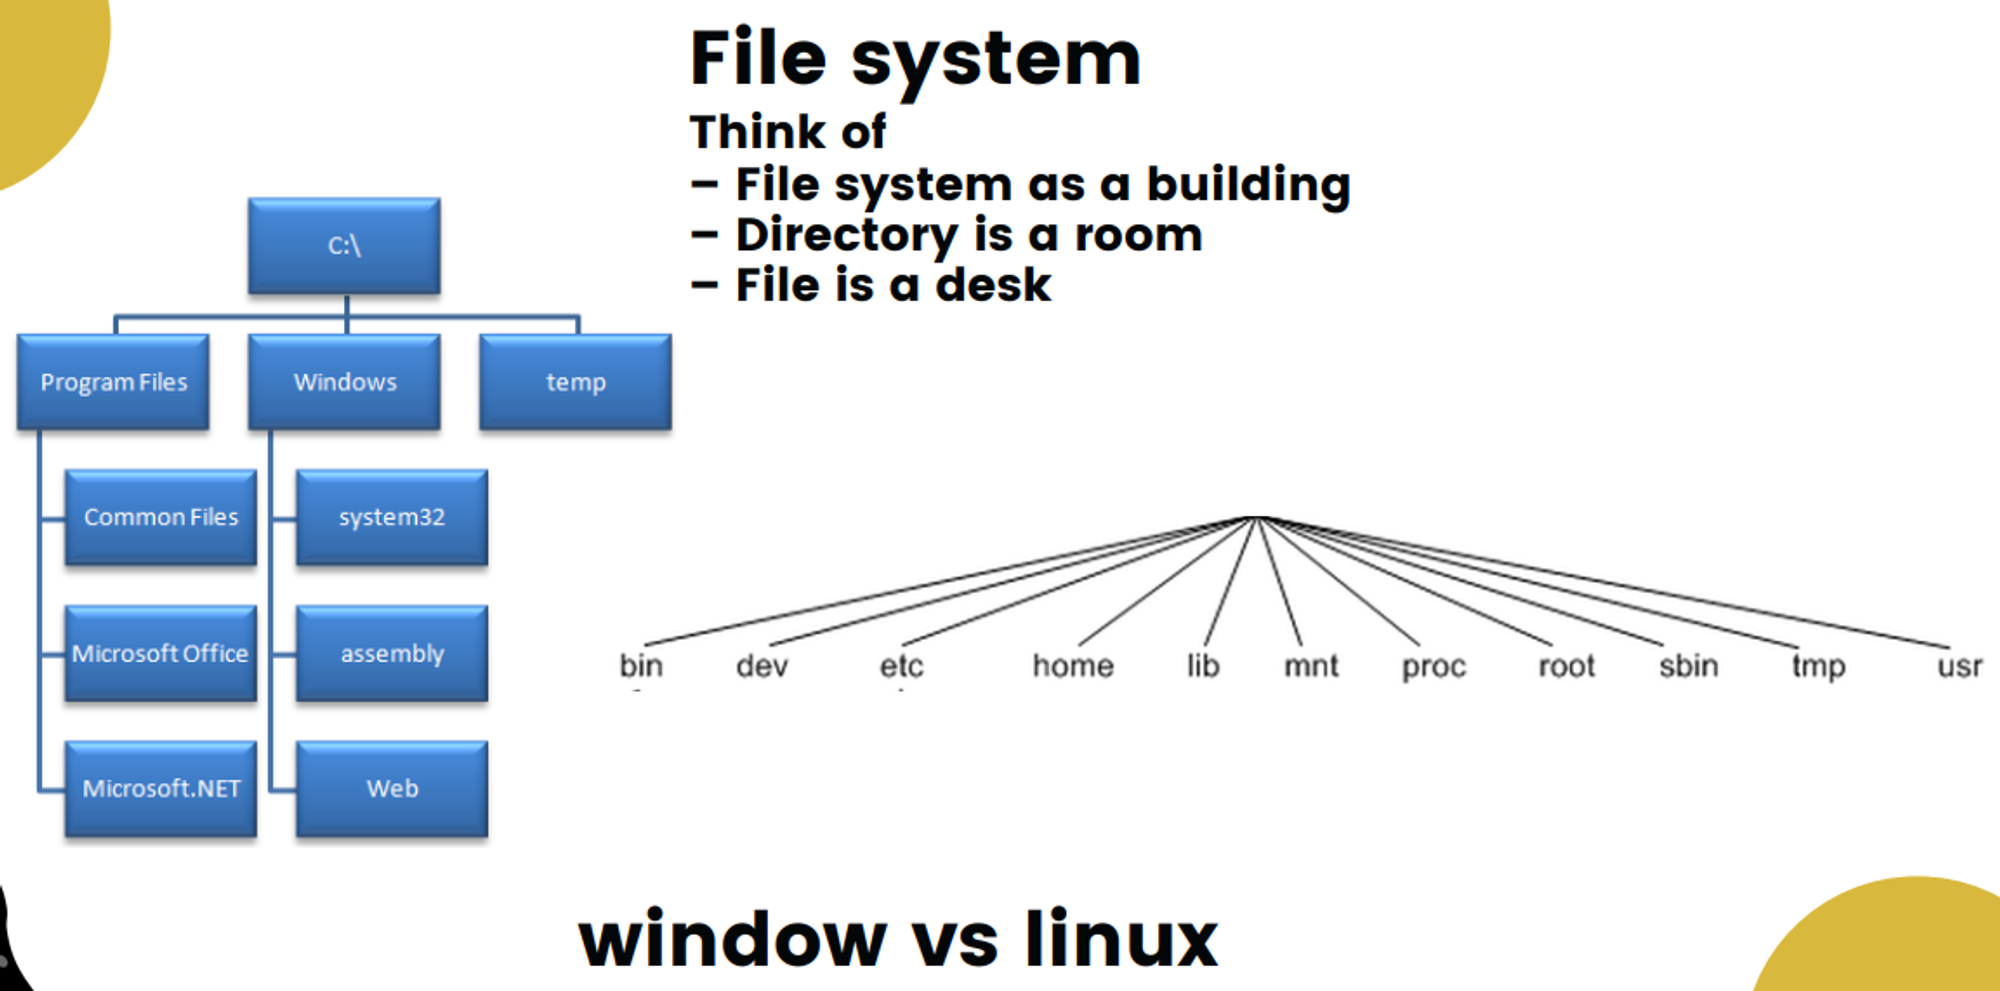 File system
Think of
– File system as a building
– Directory is a room
– File is a desk
C:\
Program Files
Windows
temp
Common Files
system32
Microsoft Office
assembly
Microsoft.NET
Web
bin dev etc home lib mnt proc root sbin tmp usr
window vs linux